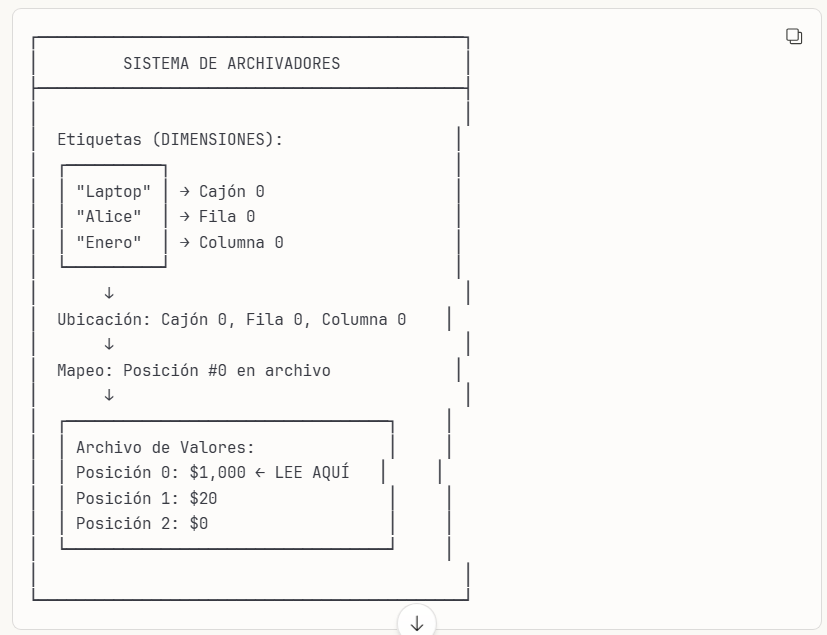 SISTEMA DE ARCHIVADORES
Etiquetas (DIMENSIONES):
"Laptop" → Cajón 0
"Alice" → Fila 0
"Enero" → Columna 0
↓
Ubicación: Cajón 0, Fila 0, Columna 0
↓
Mapeo: Posición #0 en archivo
↓
Archivo de Valores:
Posición 0: $1,000 ← LEE AQUÍ
Posición 1: $20
Posición 2: $0